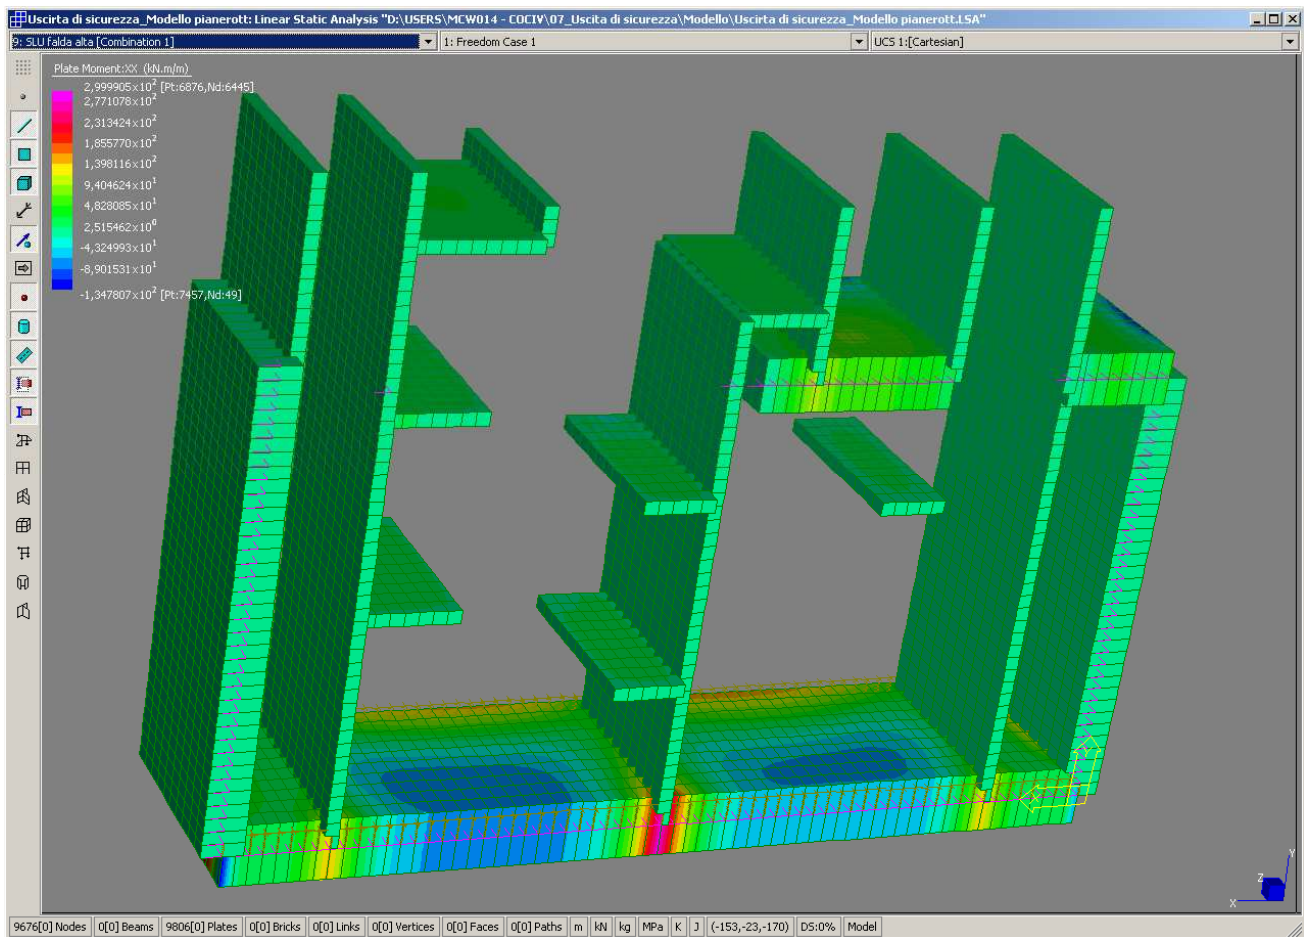 Uscirta di sicurezza_Modello pianerott: Linear Static Analysis "D:\USERS\MCW014 - COCIV\07_Uscita di sicurezza\Modello\Uscirta di sicurezza_Modello pianerott.LSA"
9: SLU falda alta [Combination 1] 1: Freedom Case 1 UCS 1:[Cartesian]
Plate Moment:XX (kN.m/m)
2,999905x10² [Pt:6876,Nd:6445]
2,771078x10²
2,313424x10²
1,855770x10²
1,398116x10²
9,404624x10¹
4,828085x10¹
2,515462x10⁰
-4,324993x10¹
-8,901531x10¹
-1,347807x10² [Pt:7457,Nd:49]
Y
Z
X
9676[0] Nodes 0[0] Beams 9806[0] Plates 0[0] Bricks 0[0] Links 0[0] Vertices 0[0] Faces 0[0] Paths m kN kg MPa K J (-153,-23,-170) DS:0% Model